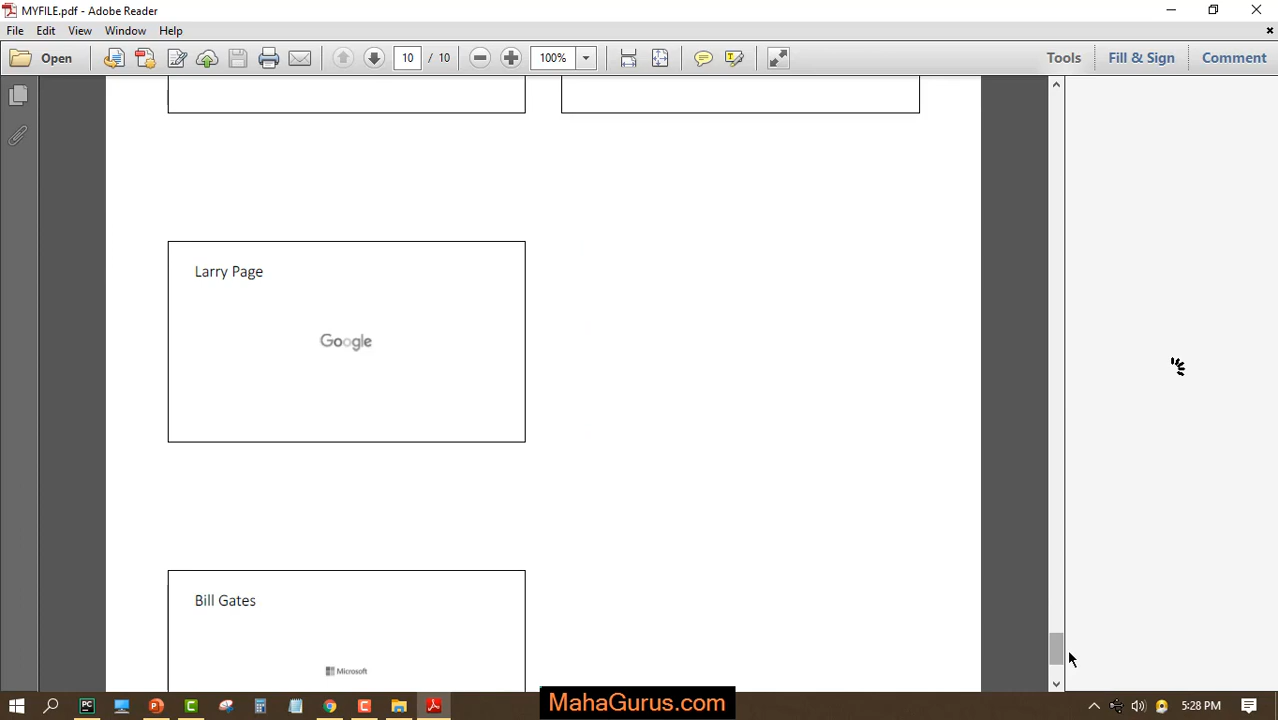 MYFILE.pdf - Adobe Reader
File Edit View Window Help
Open 10 / 10 100% Tools Fill & Sign Comment
Larry Page
Google
Bill Gates
Microsoft
MahaGurus.com
5:28 PM